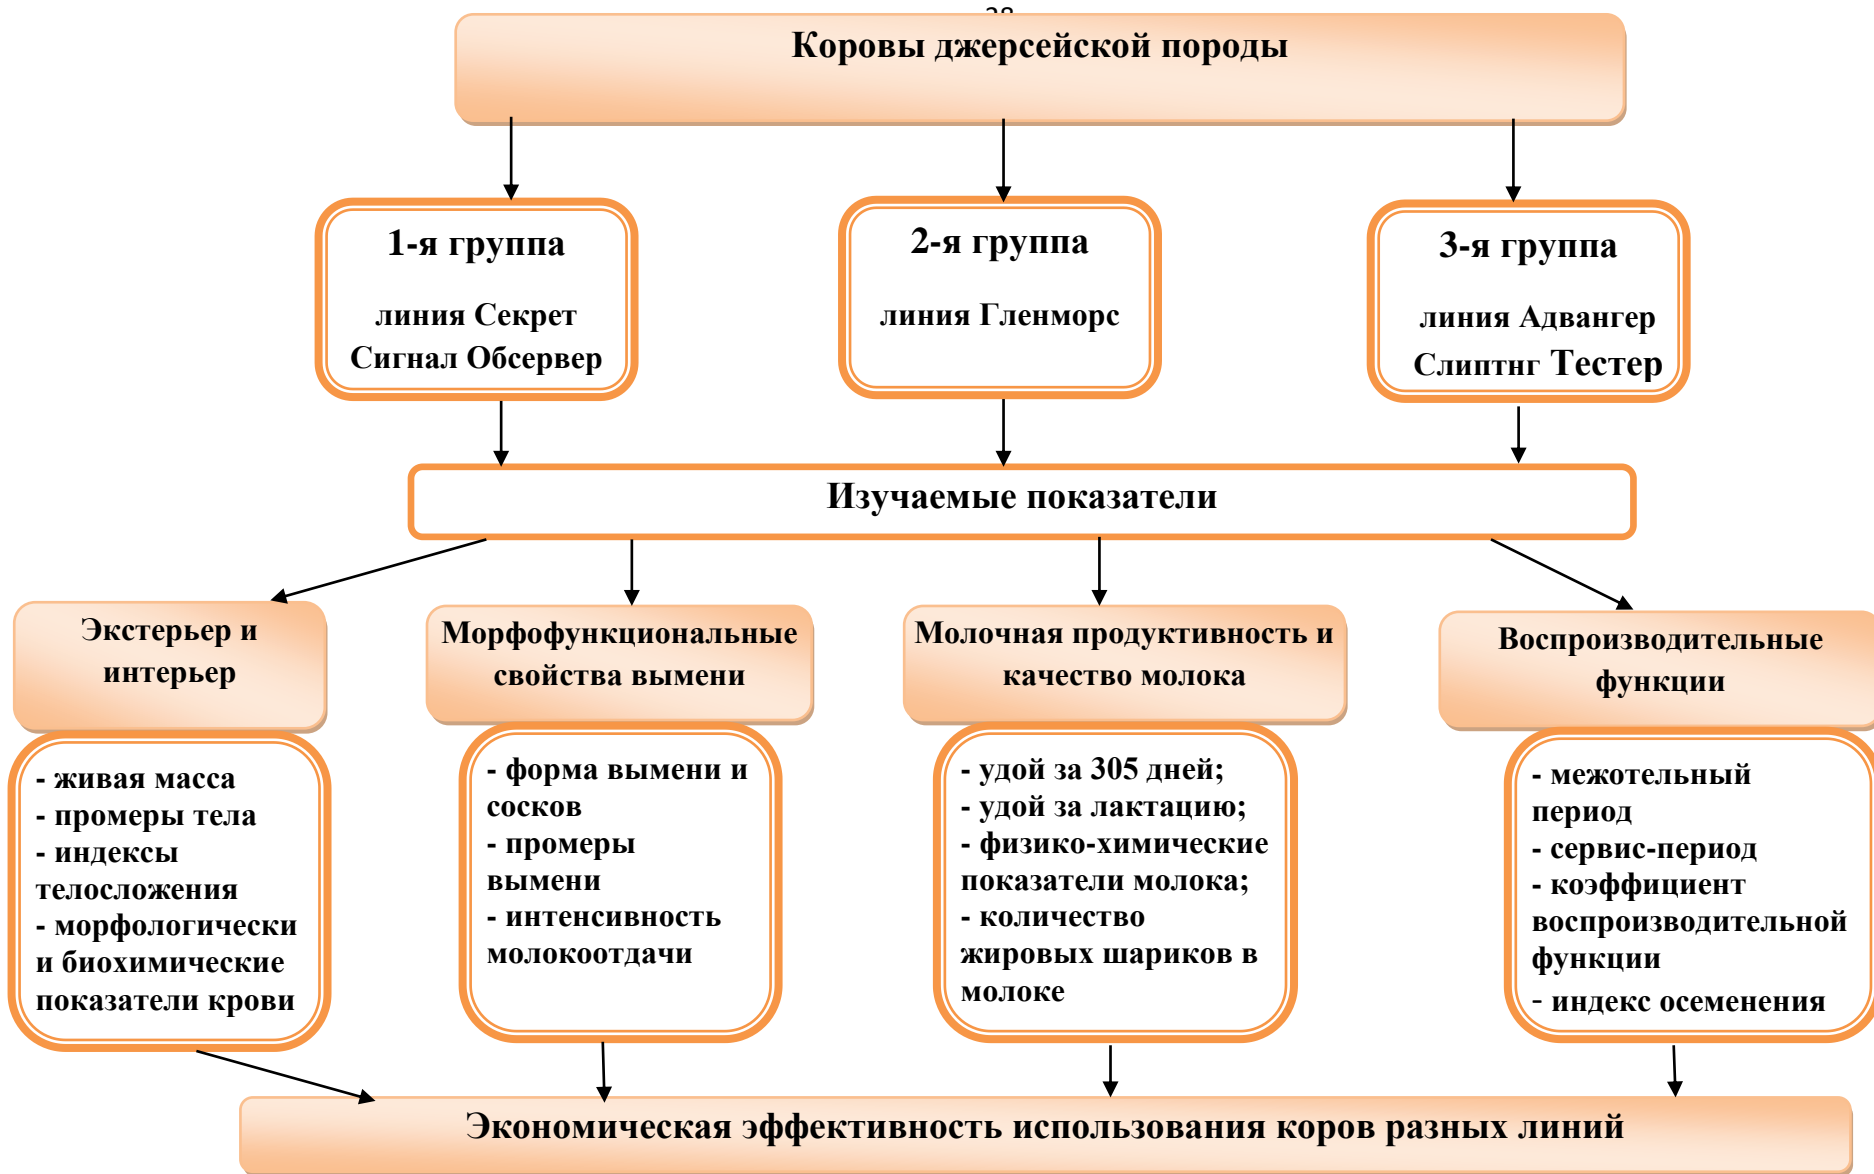 Коровы джерсейской породы
1-я группа
линия Секрет
Сигнал Обсервер
2-я группа
линия Гленморс
3-я группа
линия Адвангер
Слиптнг Тестер
Изучаемые показатели
Экстерьер и
интерьер
- живая масса
- промеры тела
- индексы
телосложения
- морфологически
и биохимические
показатели крови
Морфофункциональные
свойства вымени
- форма вымени и
сосков
- промеры
вымени
- интенсивность
молокоотдачи
Молочная продуктивность и
качество молока
- удой за 305 дней;
- удой за лактацию;
- физико-химические
показатели молока;
- количество
жировых шариков в
молоке
Воспроизводительные
функции
- межотельный
период
- сервис-период
- коэффициент
воспроизводительной
функции
- индекс осеменения
Экономическая эффективность использования коров разных линий